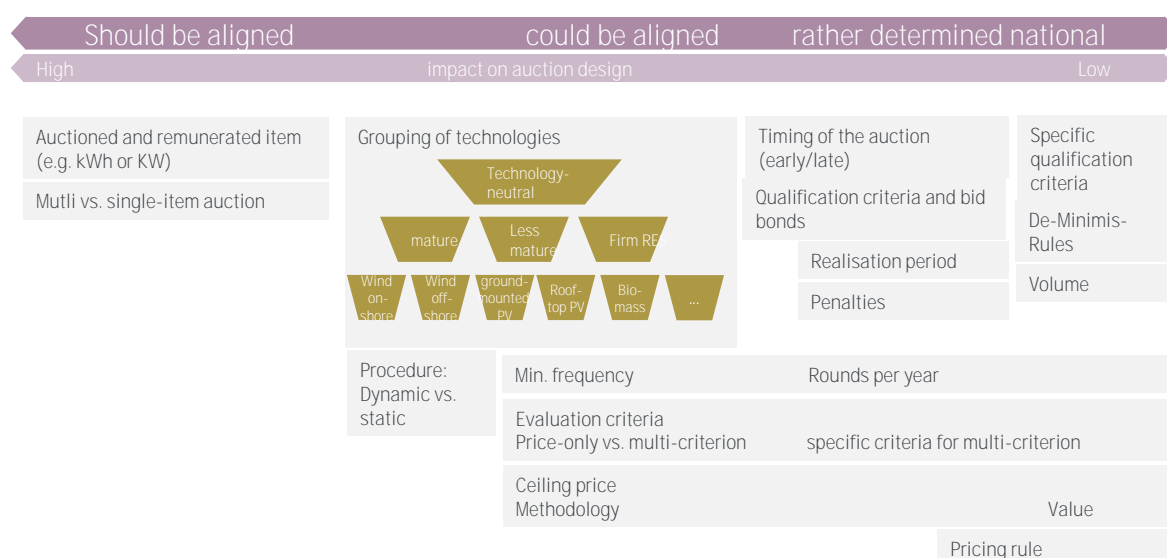 Should be aligned could be aligned rather determined national
High impact on auction design Low
Auctioned and remunerated item
(e.g. kWh or KW)
Mutli vs. single-item auction
Grouping of technologies
Technology-
neutral
mature
Less
mature
Firm RES
Wind
on-
shore
Wind
off-
shore
ground-
mounted
PV
Roof-
top PV
Bio-
mass
...
Timing of the auction
(early/late)
Qualification criteria and bid
bonds
Realisation period
Penalties
Specific
qualification
criteria
De-Minimis-
Rules
Volume
Procedure:
Dynamic vs.
static
Min. frequency Rounds per year
Evaluation criteria
Price-only vs. multi-criterion specific criteria for multi-criterion
Ceiling price
Methodology Value
Pricing rule